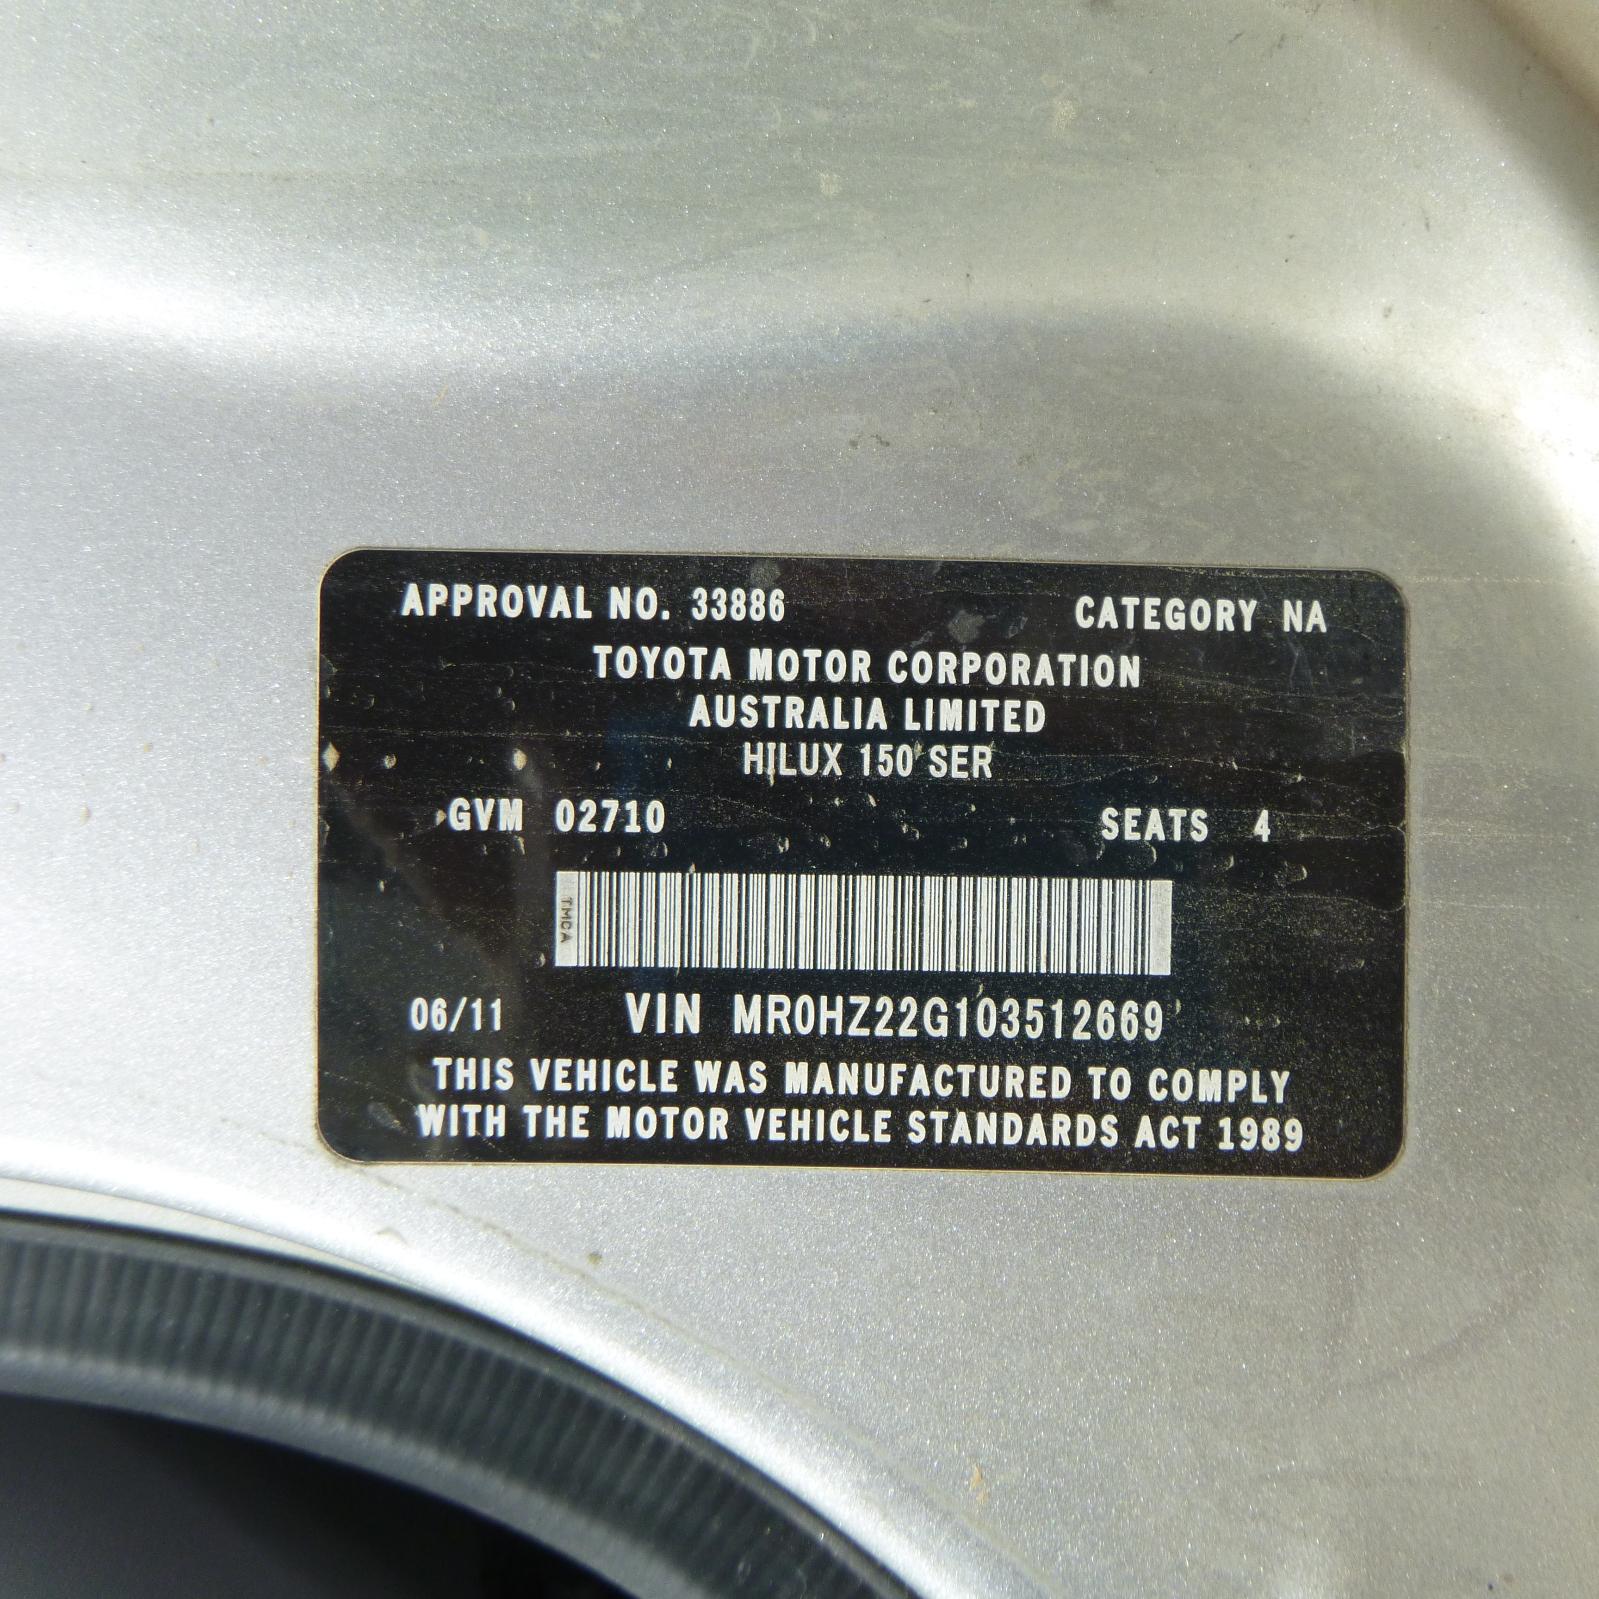 APPROVAL NO. 33886 CATEGORY NA
TOYOTA MOTOR CORPORATION
AUSTRALIA LIMITED
HILUX 150 SER
GVM 02710 SEATS 4
TMCA
06/11 VIN MR0HZ22G103512669
THIS VEHICLE WAS MANUFACTURED TO COMPLY
WITH THE MOTOR VEHICLE STANDARDS ACT 1989